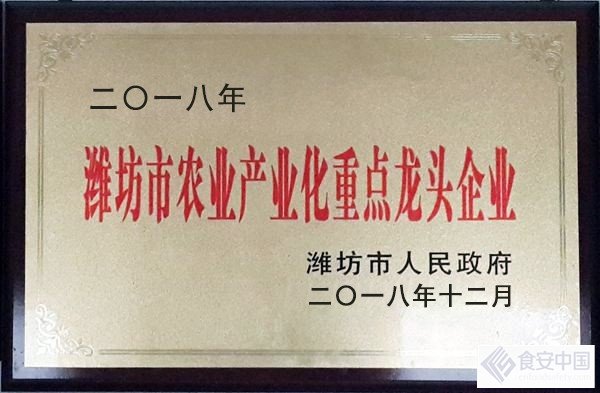 二〇一八年
潍坊市农业产业化重点龙头企业
潍坊市人民政府
二〇一八年十二月
食安中国